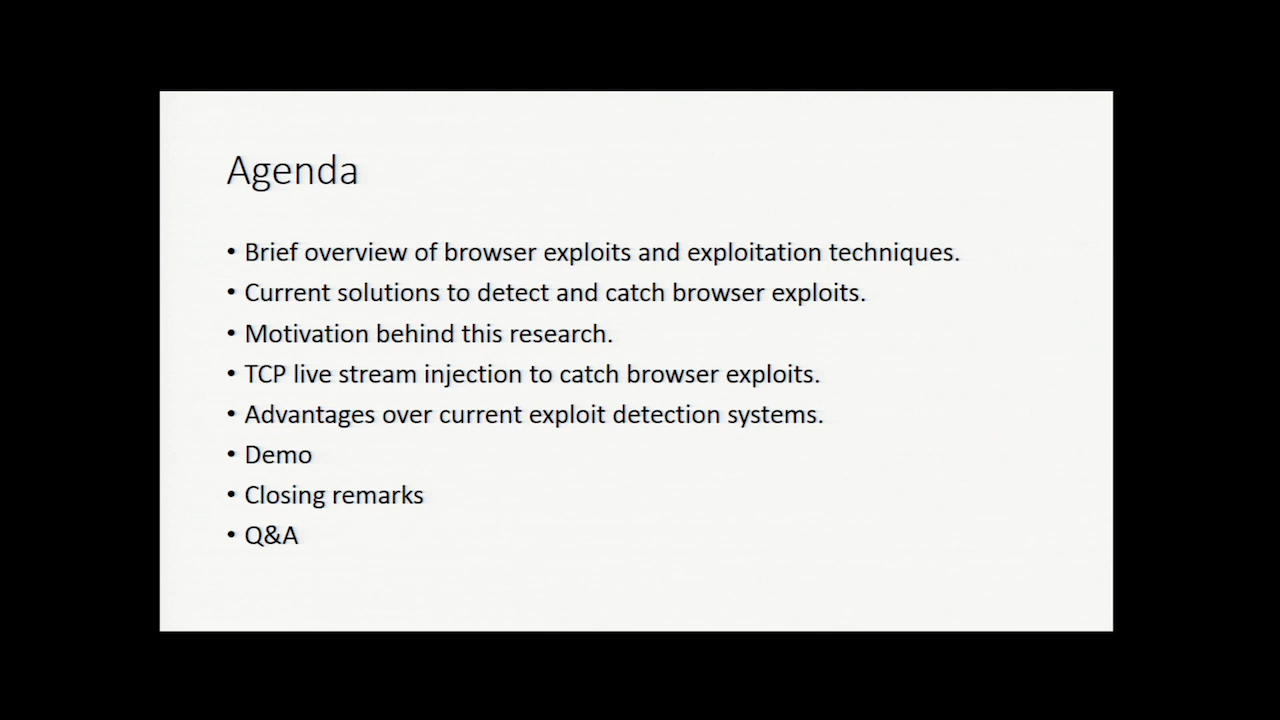 Agenda
• Brief overview of browser exploits and exploitation techniques.
• Current solutions to detect and catch browser exploits.
• Motivation behind this research.
• TCP live stream injection to catch browser exploits.
• Advantages over current exploit detection systems.
• Demo
• Closing remarks
• Q&A